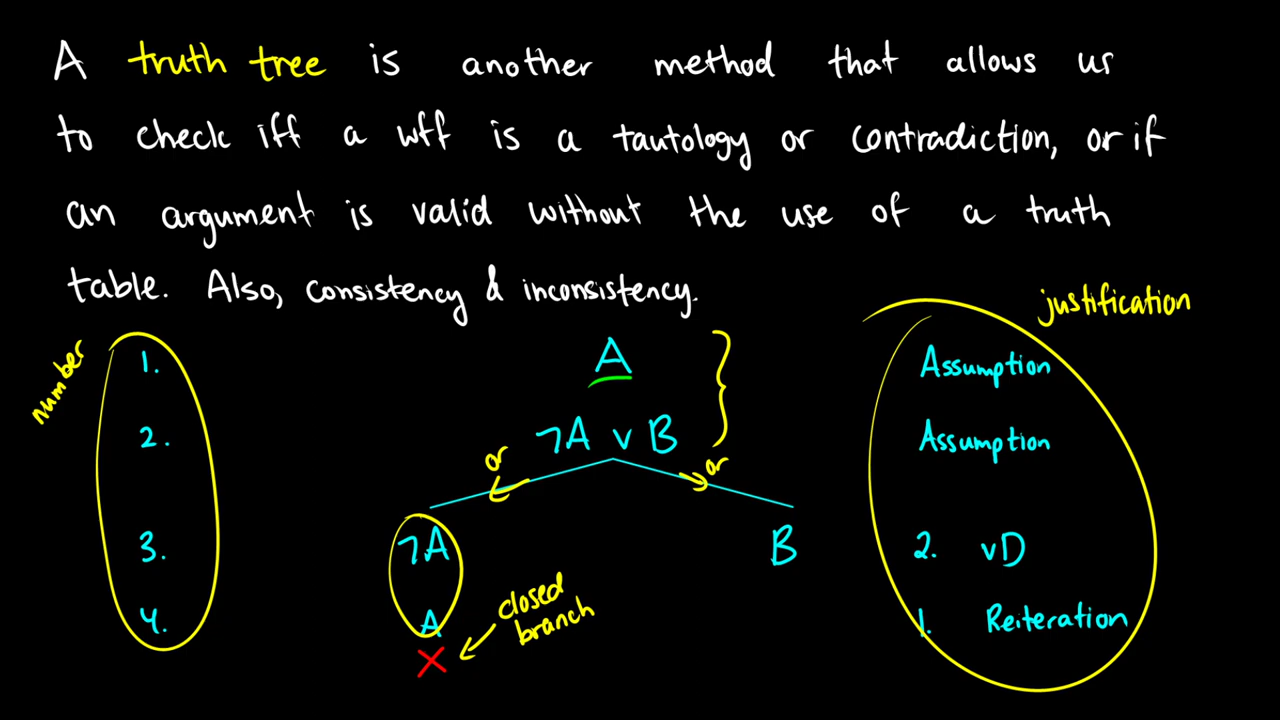 A truth tree is another method that allows us
to check iff a wff is a tautology or contradiction, or if
an argument is valid without the use of a truth
table. Also, consistency & inconsistency.
justification
number
1. A Assumption
2. ¬A ∨ B Assumption
or or
3. ¬A B 2. ∨D
4. A 1. Reiteration
X closed
branch